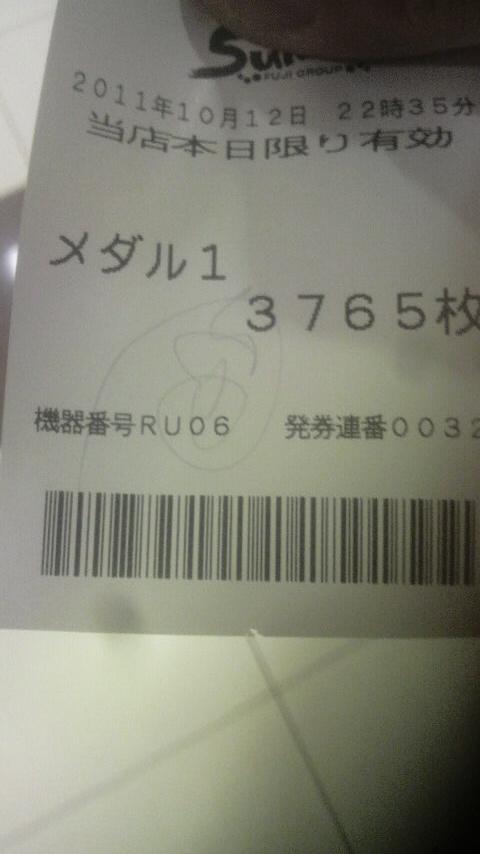 FUJI GROUP
2011年10月12日 22時35分
当店本日限り有効
メダル1
3765枚
機器番号RU06 発券連番0032